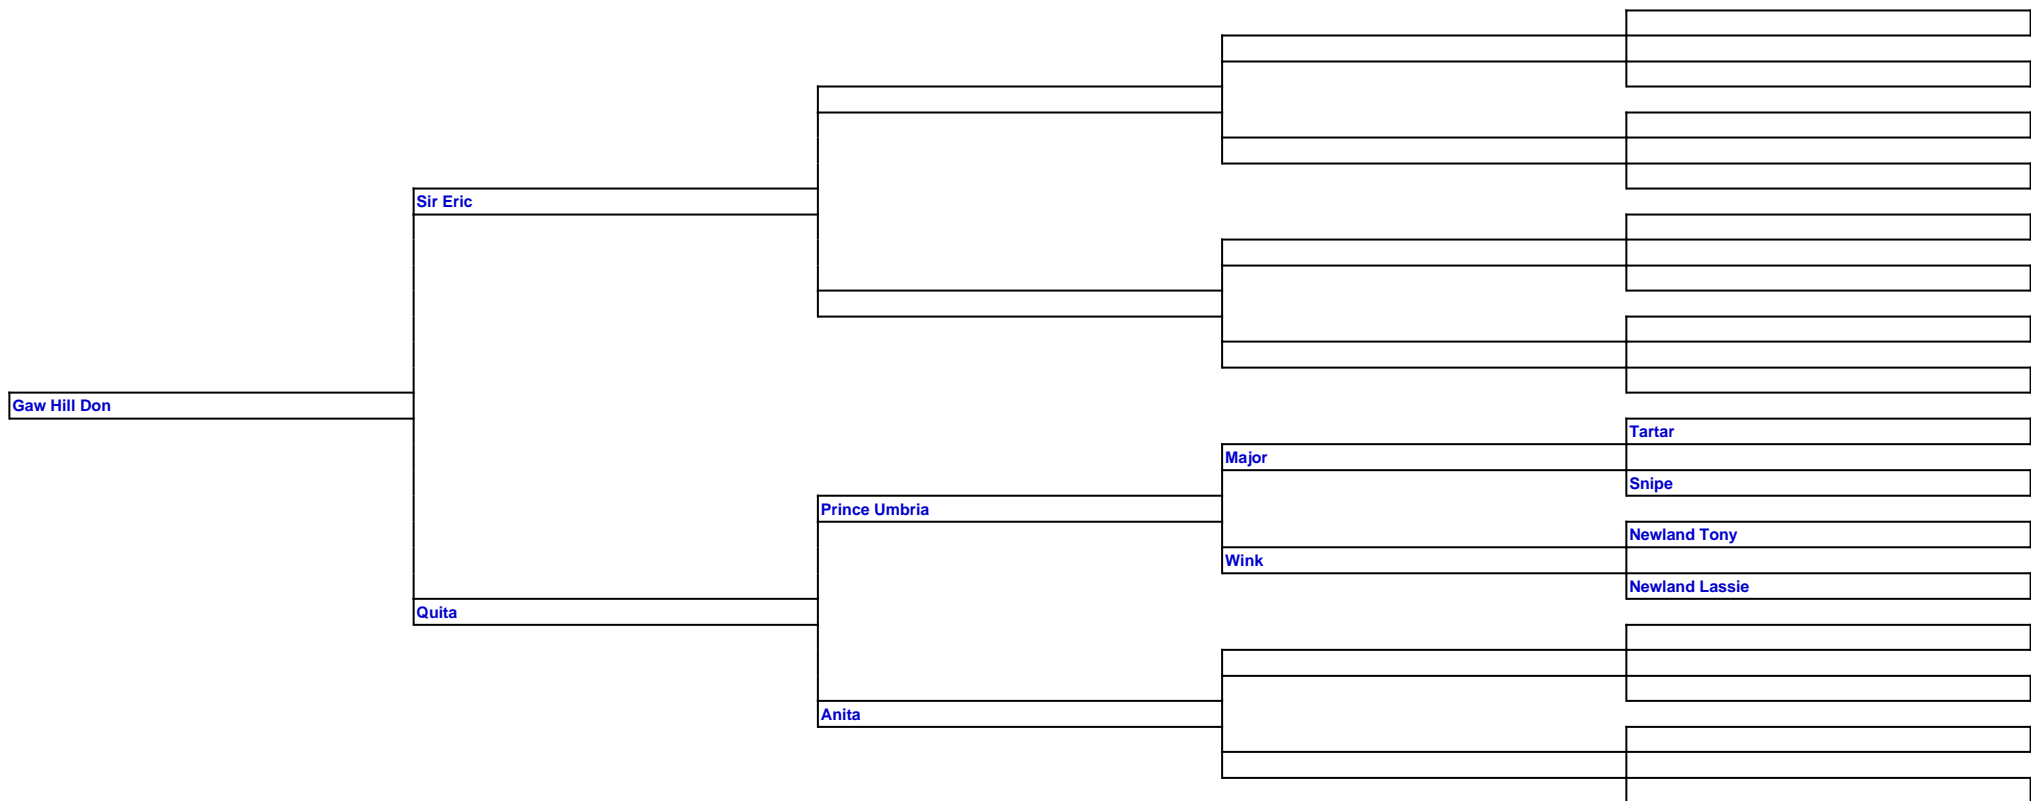 Sir Eric
Gaw Hill Don
Tartar
Major
Snipe
Prince Umbria
Newland Tony
Wink
Newland Lassie
Quita
Anita